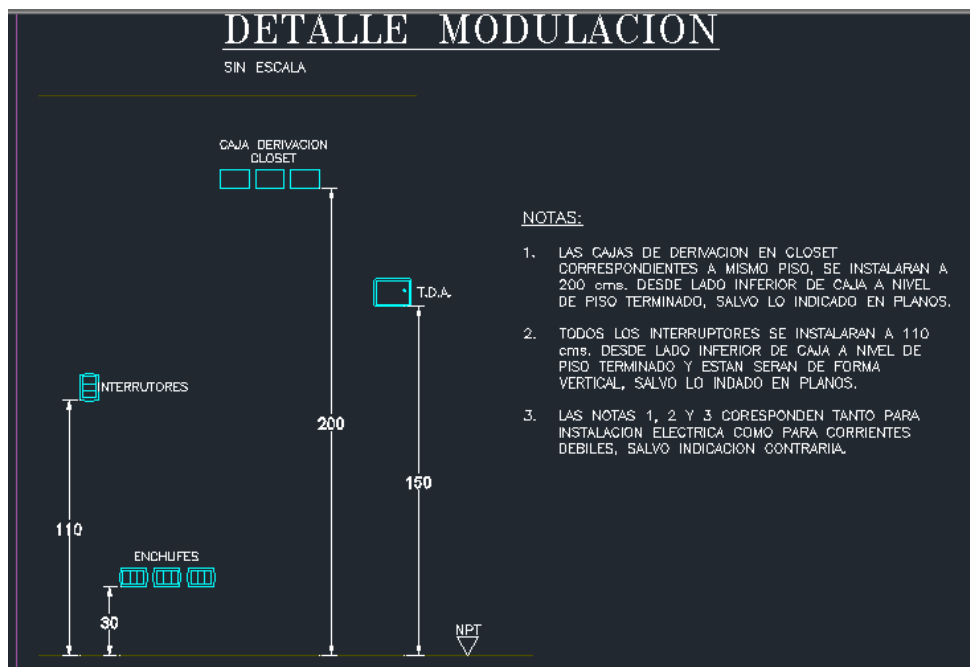 DETALLE MODULACION
SIN ESCALA
CAJA DERIVACION
CLOSET
T.D.A.
INTERRUTORES
200
150
110
ENCHUFES
30
NPT
NOTAS:
1. LAS CAJAS DE DERIVACION EN CLOSET
CORRESPONDIENTES A MISMO PISO, SE INSTALARAN A
200 cms. DESDE LADO INFERIOR DE CAJA A NIVEL
DE PISO TERMINADO, SALVO LO INDICADO EN PLANOS.
2. TODOS LOS INTERRUPTORES SE INSTALARAN A 110
cms. DESDE LADO INFERIOR DE CAJA A NIVEL DE
PISO TERMINADO Y ESTAN SERAN DE FORMA
VERTICAL, SALVO LO INDADO EN PLANOS.
3. LAS NOTAS 1, 2 Y 3 CORESPONDEN TANTO PARA
INSTALACION ELECTRICA COMO PARA CORRIENTES
DEBILES, SALVO INDICACION CONTRARIIA.